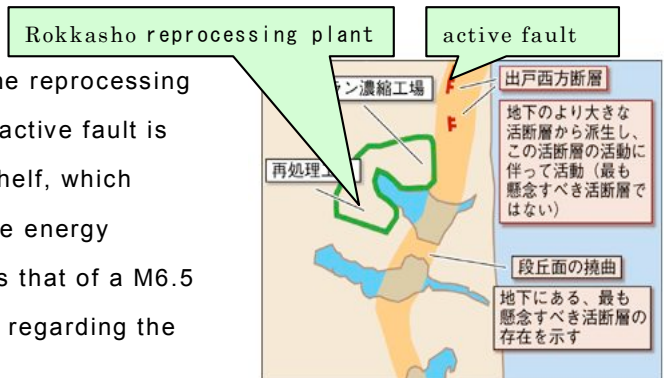 Rokkasho reprocessing plant
active fault
ne reprocessing
active fault is
helf, which
e energy
s that of a M6.5
regarding the
ン濃縮工場
再処理工
出戸西方断層
地下のより大きな
活断層から派生し、
この活断層の活動に
伴って活動（最も
懸念すべき活断層で
はない）
段丘面の撓曲
地下にある、最も
懸念すべき活断層の
存在を示す